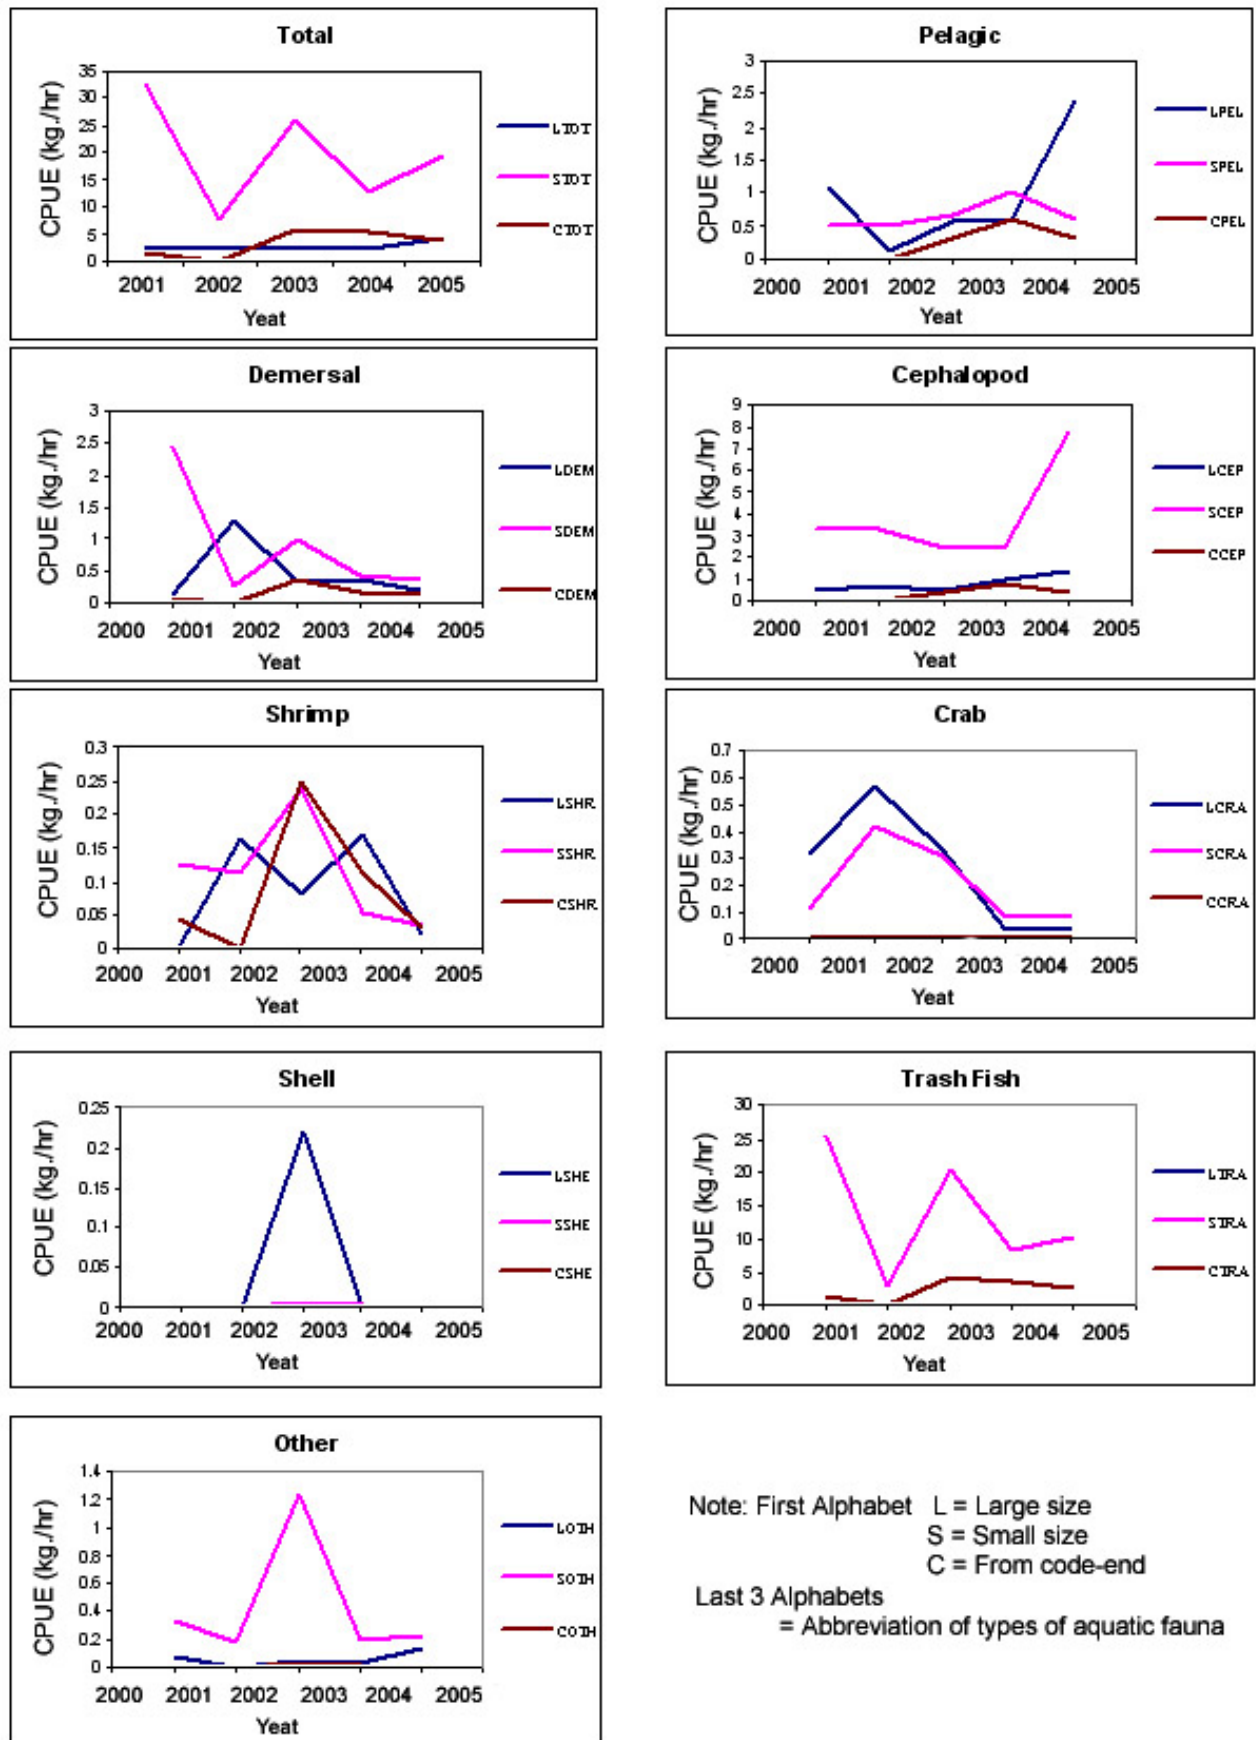 Total
CPUE (kg./hr)
35
30
25
20
15
10
5
0
2001 2002 2003 2004 2005
Yeat
LTOT
STOT
CTOT
Pelagic
CPUE (kg./hr)
3
2.5
2
1.5
1
0.5
0
2000 2001 2002 2003 2004 2005
Yeat
LPEL
SPEL
CPEL
Demersal
CPUE (kg./hr)
3
2.5
2
1.5
1
0.5
0
2000 2001 2002 2003 2004 2005
Yeat
LDEM
SDEM
CDEM
Cephalopod
CPUE (kg./hr)
9
8
7
6
5
4
3
2
1
0
2000 2001 2002 2003 2004 2005
Yeat
LCEP
SCEP
CCEP
Shrimp
CPUE (kg./hr)
0.3
0.25
0.2
0.15
0.1
0.05
0
2000 2001 2002 2003 2004 2005
Yeat
LSHR
SSHR
CSHR
Crab
CPUE (kg./hr)
0.7
0.6
0.5
0.4
0.3
0.2
0.1
0
2000 2001 2002 2003 2004 2005
Yeat
LCRA
SCRA
CCRA
Shell
CPUE (kg./hr)
0.25
0.2
0.15
0.1
0.05
0
2000 2001 2002 2003 2004 2005
Yeat
LSHE
SSHE
CSHE
Trash Fish
CPUE (kg./hr)
30
25
20
15
10
5
0
2000 2001 2002 2003 2004 2005
Yeat
LTRA
STRA
CTRA
Other
CPUE (kg./hr)
1.4
1.2
1
0.8
0.6
0.4
0.2
0
2000 2001 2002 2003 2004 2005
Yeat
LOTH
SOTH
COTH
Note: First Alphabet L = Large size
S = Small size
C = From code-end
Last 3 Alphabets
= Abbreviation of types of aquatic fauna